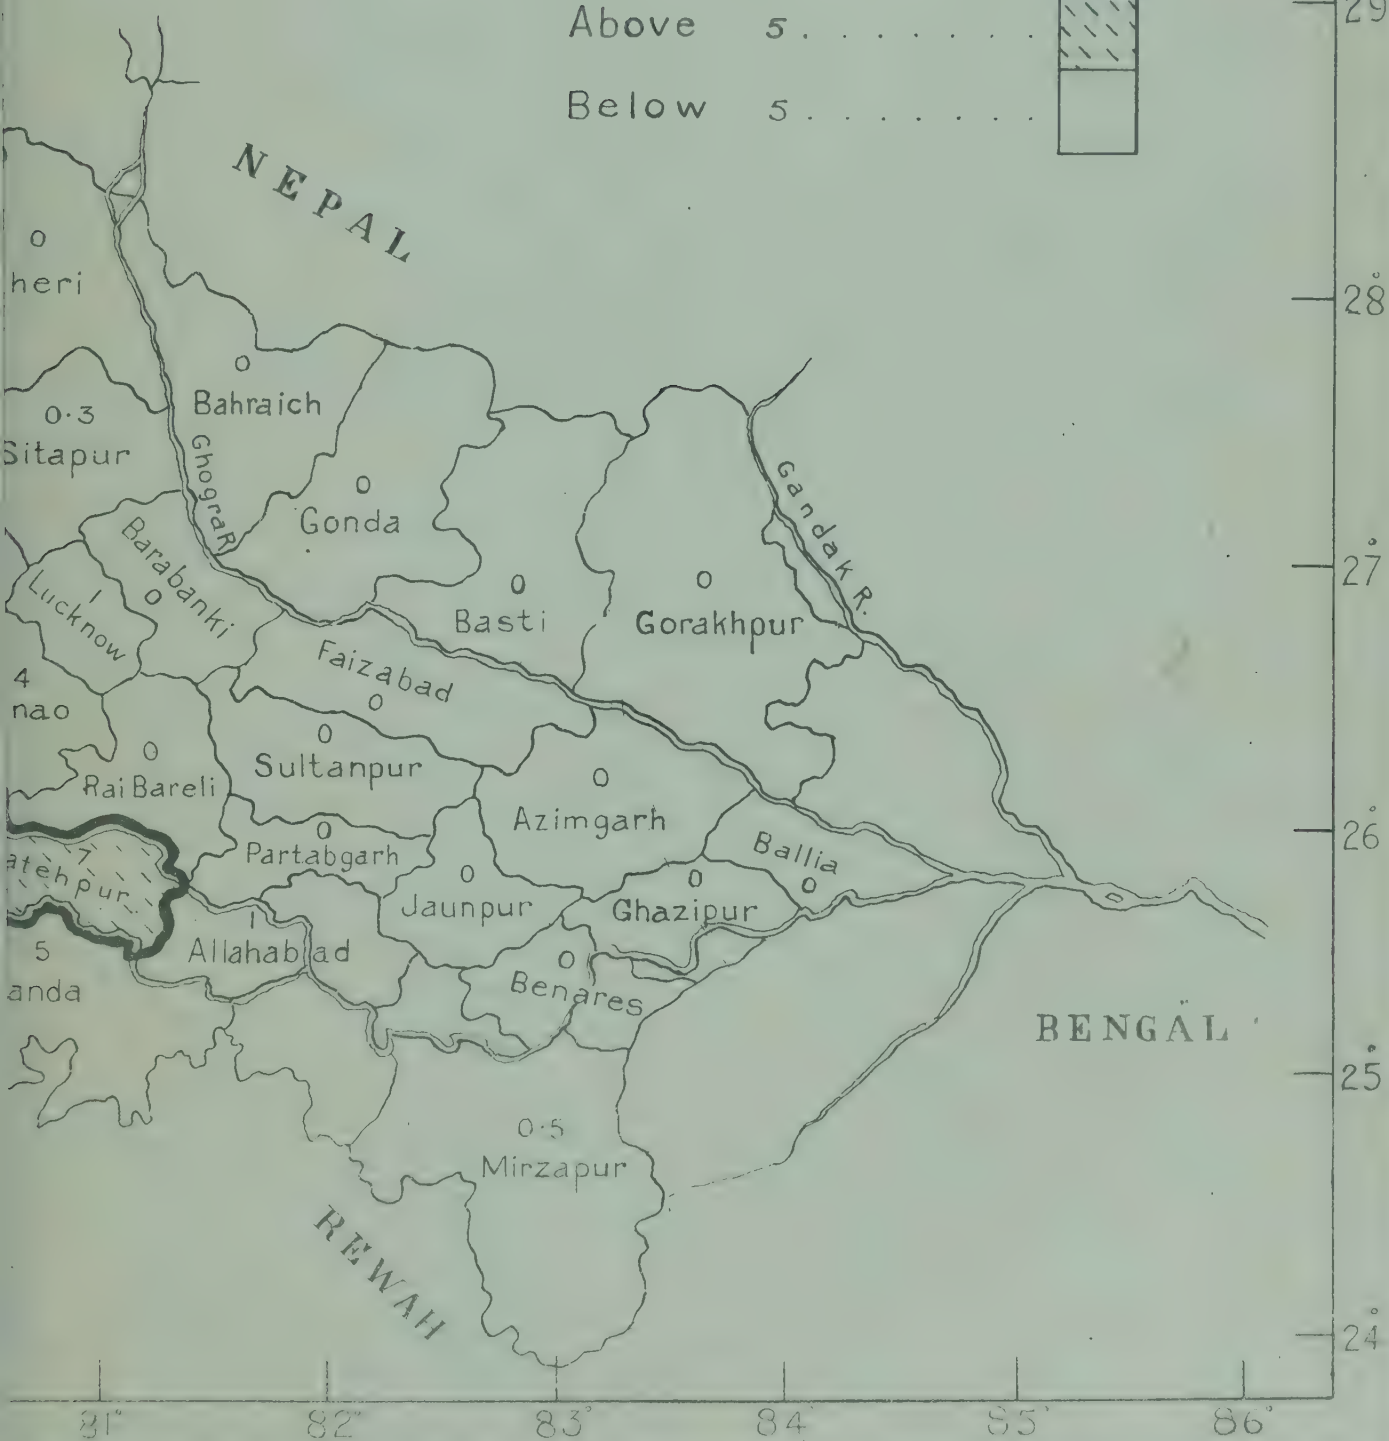 29
Above 5 . . . . . . .
Below 5 . . . . . . . .
NEPAL
28°
0
heri
0
Bahraich
0·3
Sitapur
Ghogra R
0
Gonda
Gandak R.
27°
Barabanki
0
Lucknow
1
0
Basti
0
Gorakhpur
4
nao
Faizabad
0
0
Rai Bareli
0
Sultanpur
0
Azimgarh
26°
0
Partabgarh
Ballia
0
7
atehpur
0
Jaunpur
0
Ghazipur
1
Allahabad
5
anda
0
Benares
BENGÄL
25°
0·5
Mirzapur
REWAH
24°
81° 82° 83° 84° 85° 86°